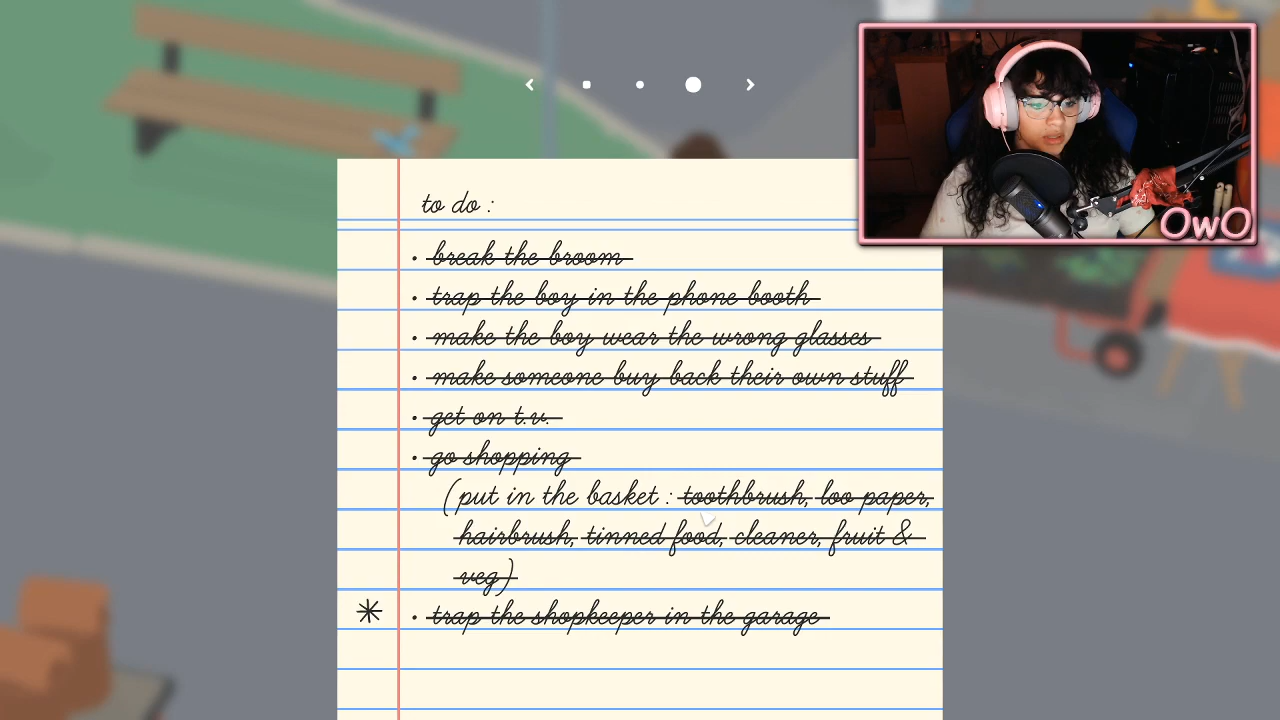 OwO
to do :
• break the broom
• trap the boy in the phone booth
• make the boy wear the wrong glasses
• make someone buy back their own stuff
• get on t.v.
• go shopping
(put in the basket : toothbrush, loo paper,
hairbrush, tinned food, cleaner, fruit &
veg)
• trap the shopkeeper in the garage